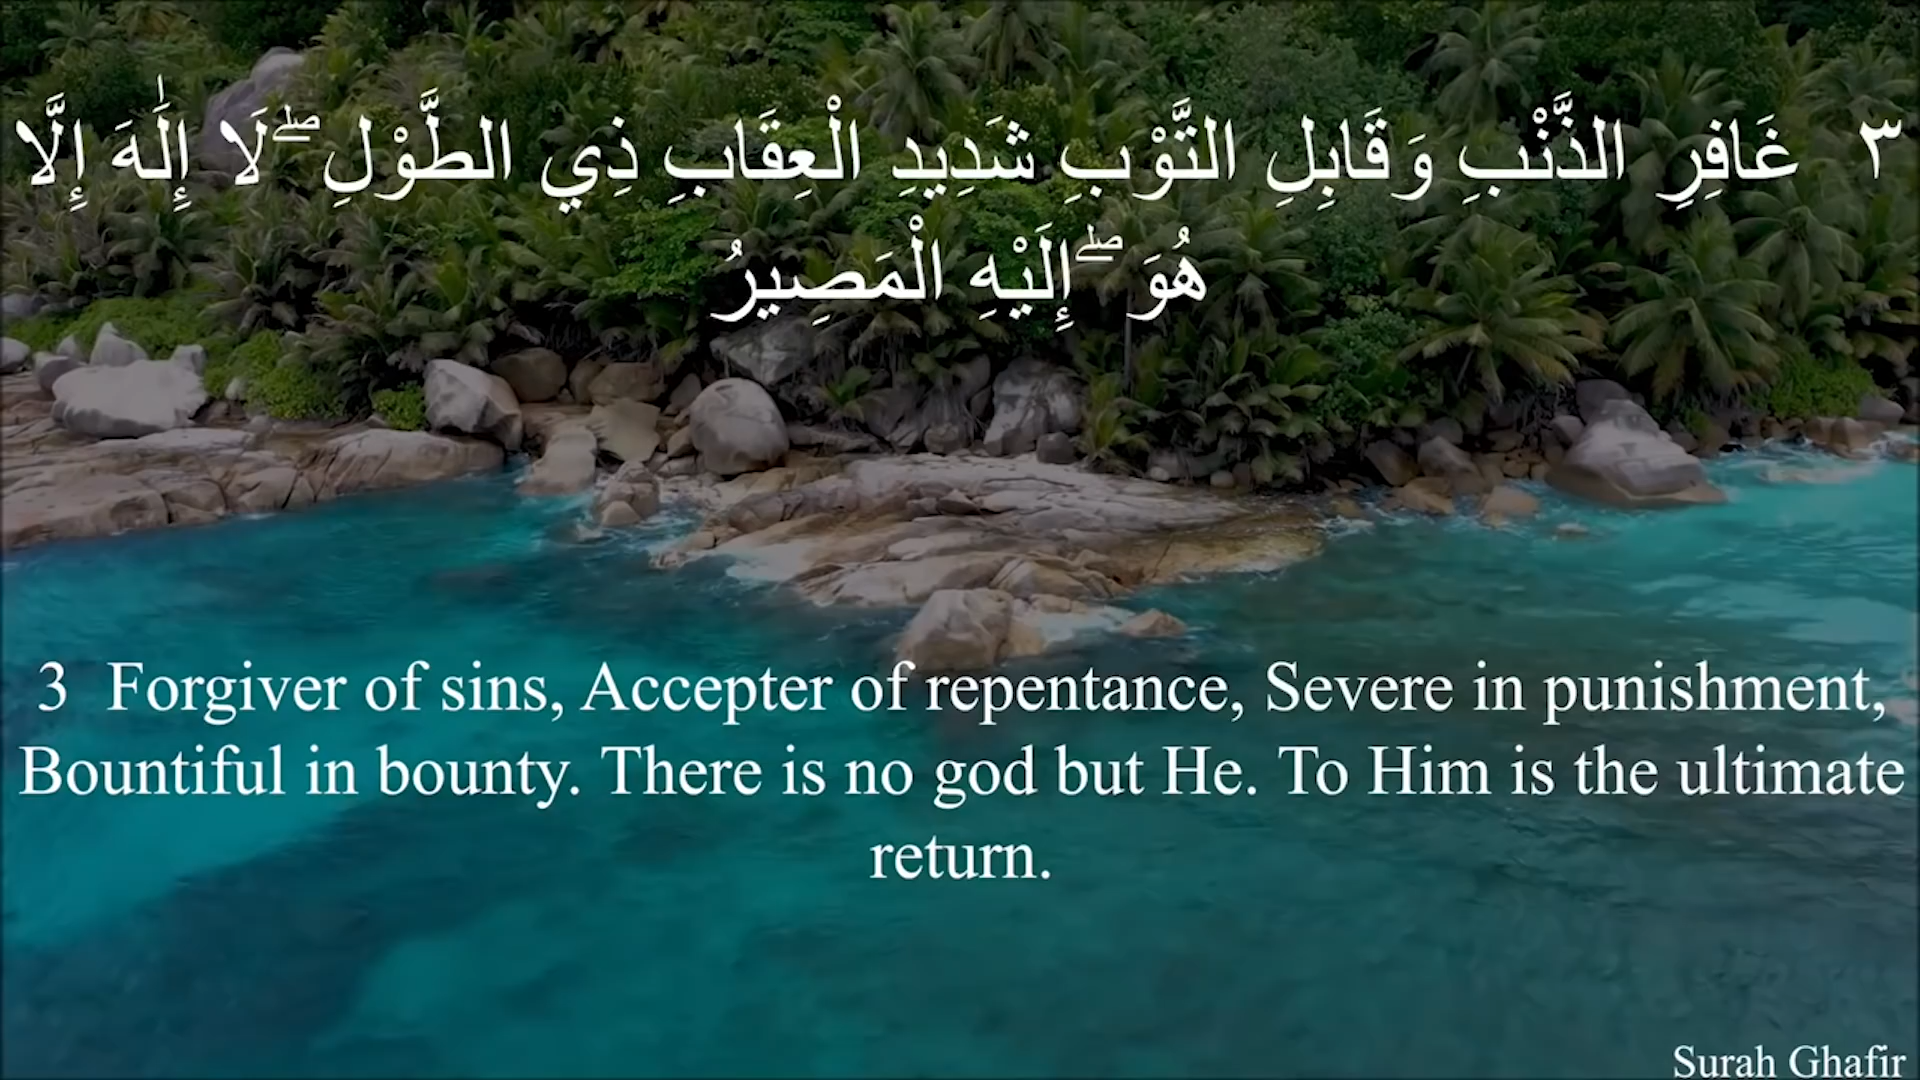 ٣  غَافِرِ الذَّنْبِ وَقَابِلِ التَّوْبِ شَدِيدِ الْعِقَابِ ذِي الطَّوْلِ ۖ لَا إِلَٰهَ إِلَّا
هُوَ ۖ إِلَيْهِ الْمَصِيرُ
3  Forgiver of sins, Accepter of repentance, Severe in punishment,
Bountiful in bounty. There is no god but He. To Him is the ultimate
return.
Surah Ghafir